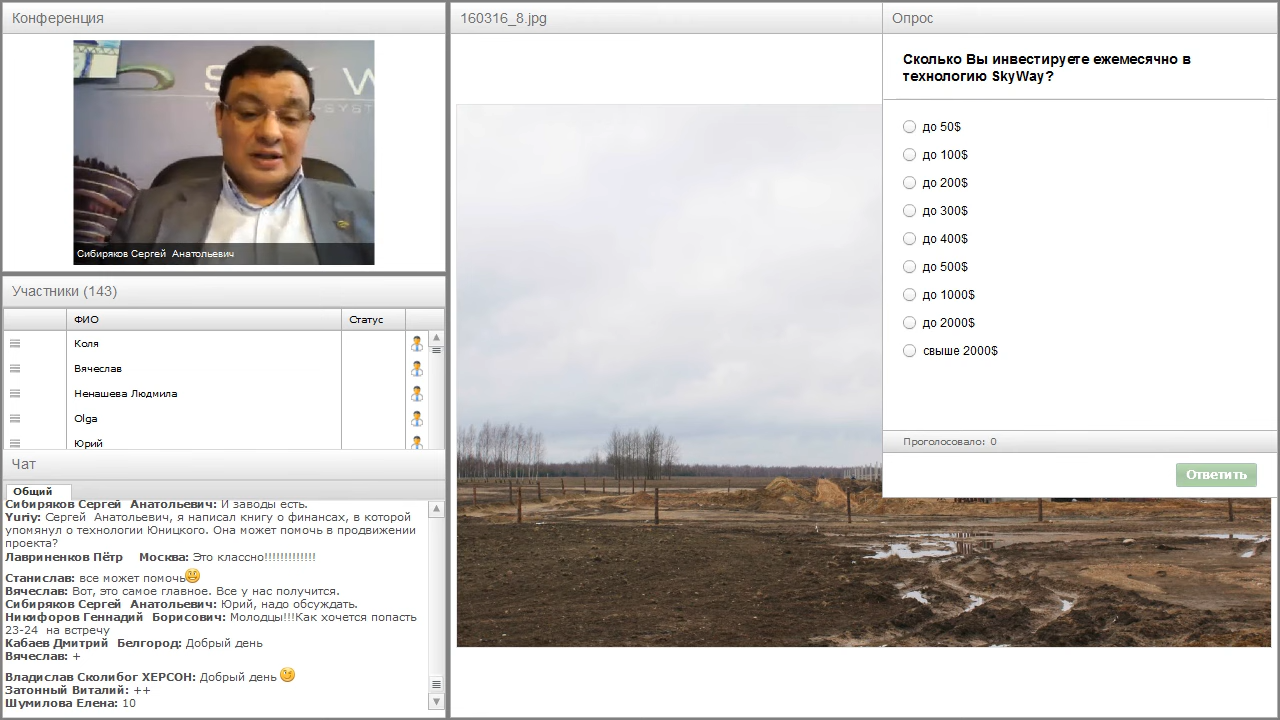 Конференция
S K Y W
SYST
Сибиряков Сергей Анатольевич
Участники (143)
ФИО Статус
Коля
Вячеслав
Ненашева Людмила
Olga
Юрий
Чат
Общий
Сибиряков Сергей Анатольевич: И заводы есть.
Yuriy: Сергей Анатольевич, я написал книгу о финансах, в которой
упомянул о технологии Юницкого. Она может помочь в продвижении
проекта?
Лавриненков Пётр Москва: Это классно!!!!!!!!!!!!!
Станислав: все может помочь
Вячеслав: Вот, это самое главное. Все у нас получится.
Сибиряков Сергей Анатольевич: Юрий, надо обсуждать.
Никифоров Геннадий Борисович: Молодцы!!!Как хочется попасть
23-24 на встречу
Кабаев Дмитрий Белгород: Добрый день
Вячеслав: +
Владислав Сколибог ХЕРСОН: Добрый день
Затонный Виталий: ++
Шумилова Елена: 10
160316_8.jpg
Опрос
Сколько Вы инвестируете ежемесячно в
технологию SkyWay?
до 50$
до 100$
до 200$
до 300$
до 400$
до 500$
до 1000$
до 2000$
свыше 2000$
Проголосовало: 0
Ответить